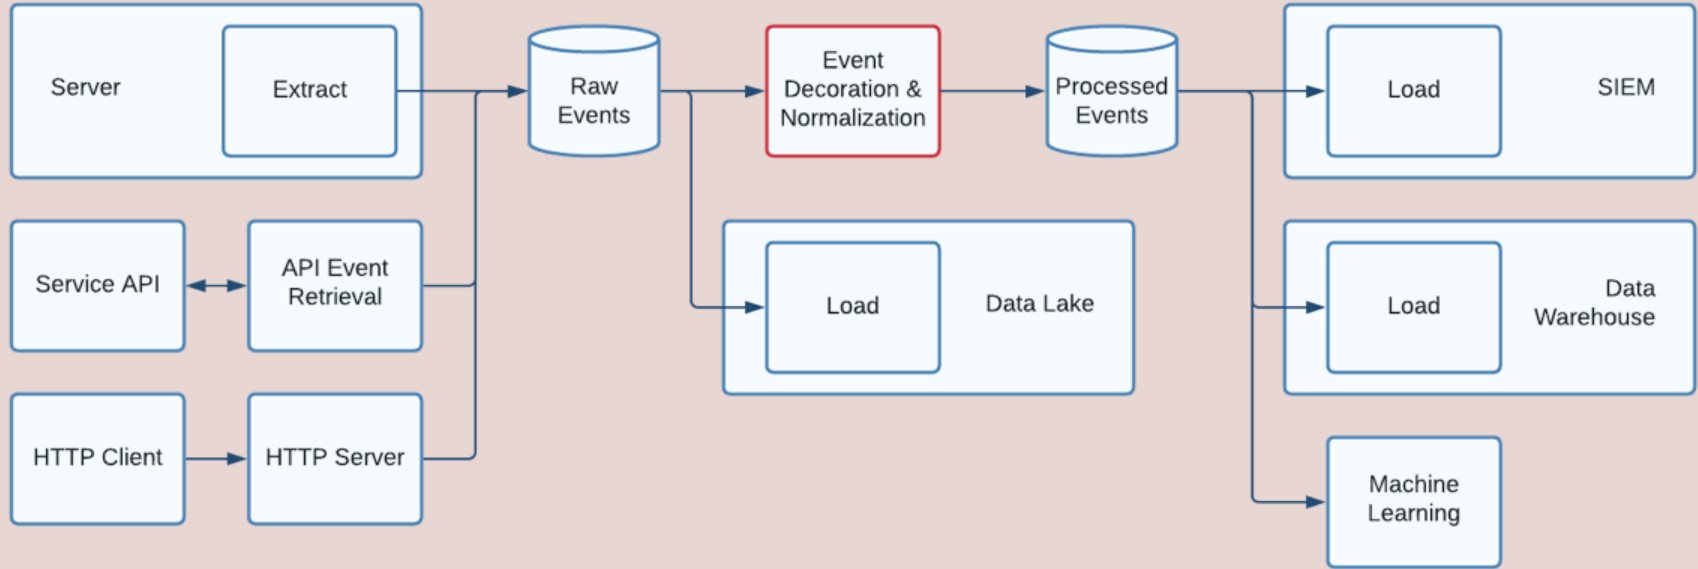 Server
Extract
Raw
Events
Event
Decoration &
Normalization
Processed
Events
Load
SIEM
Service API
API Event
Retrieval
Load
Data Lake
Load
Data
Warehouse
HTTP Client
HTTP Server
Machine
Learning